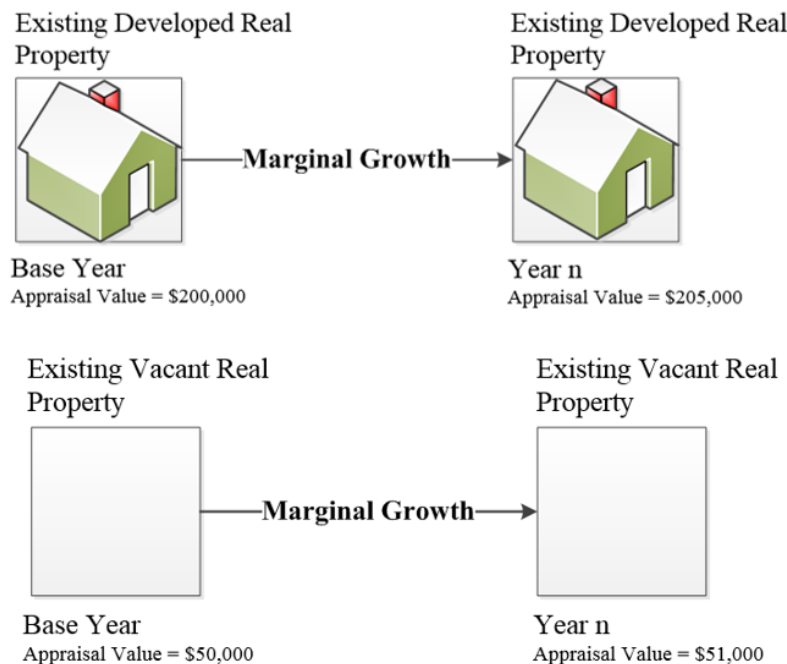 Existing Developed Real
Property
Existing Developed Real
Property
Marginal Growth
Base Year
Appraisal Value = $200,000
Year n
Appraisal Value = $205,000
Existing Vacant Real
Property
Existing Vacant Real
Property
Marginal Growth
Base Year
Appraisal Value = $50,000
Year n
Appraisal Value = $51,000